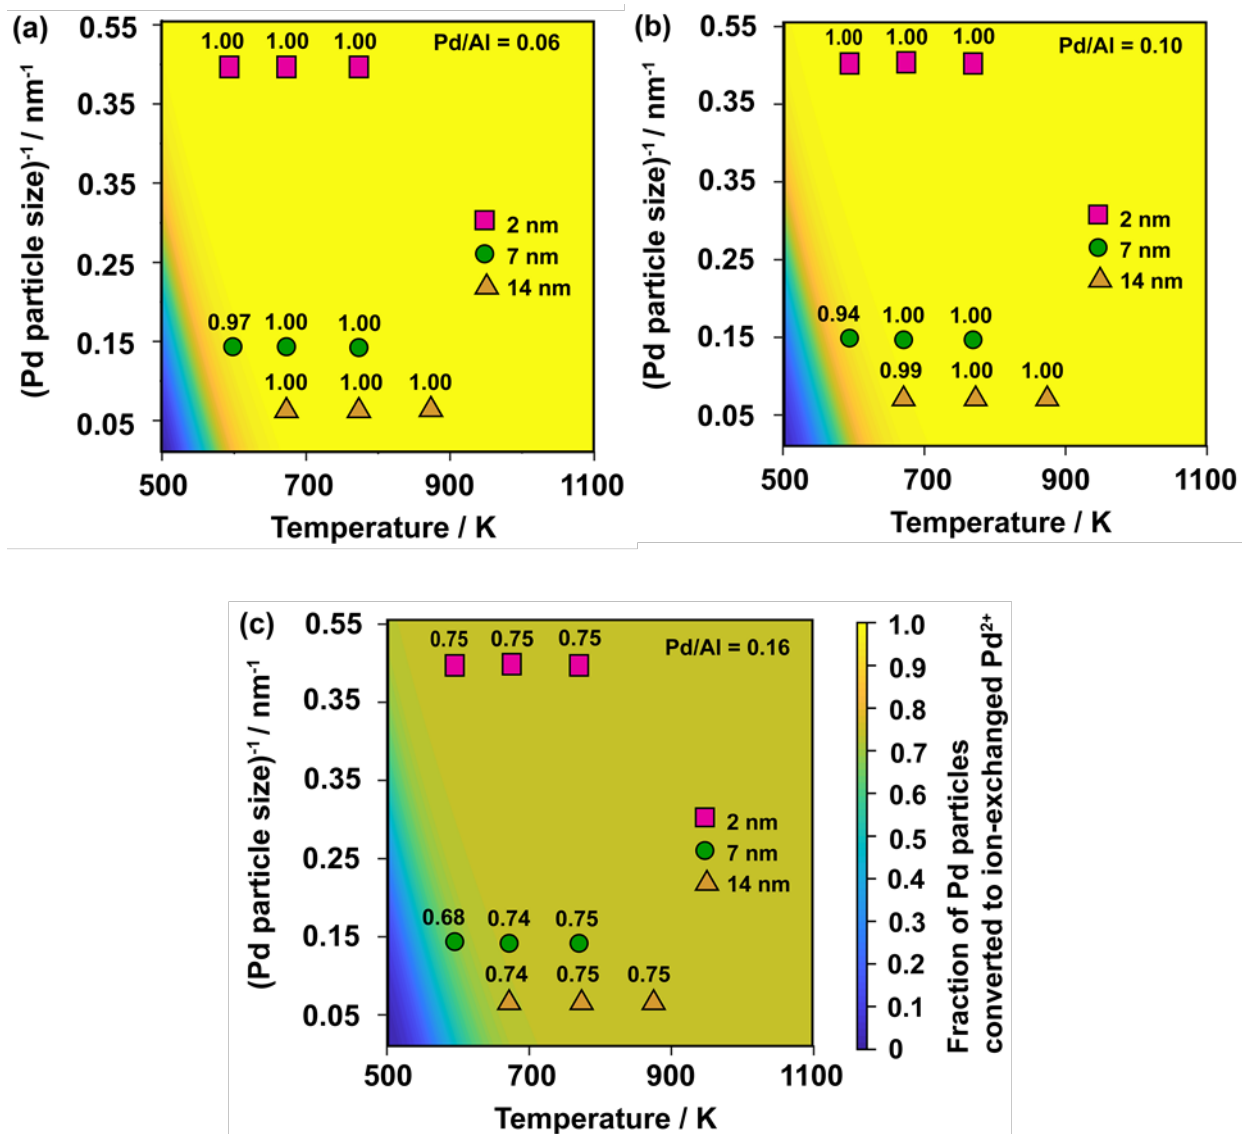 (a)
Pd/Al = 0.06
1.00 1.00 1.00
0.97 1.00 1.00
1.00 1.00 1.00
2 nm
7 nm
14 nm
0.55
0.35
0.35
0.25
0.15
0.05
(Pd particle size)-1 / nm-1
500 700 900 1100
Temperature / K
(b)
Pd/Al = 0.10
1.00 1.00 1.00
0.94 1.00 1.00
0.99 1.00 1.00
2 nm
7 nm
14 nm
0.55
0.35
0.35
0.25
0.15
0.05
(Pd particle size)-1 / nm-1
500 700 900 1100
Temperature / K
(c)
Pd/Al = 0.16
0.75 0.75 0.75
0.68 0.74 0.75
0.74 0.75 0.75
2 nm
7 nm
14 nm
0.55
0.35
0.35
0.25
0.15
0.05
(Pd particle size)-1 / nm-1
500 700 900 1100
Temperature / K
1.0
0.9
0.8
0.7
0.6
0.5
0.4
0.3
0.2
0.1
0
Fraction of Pd particles
converted to ion-exchanged Pd2+